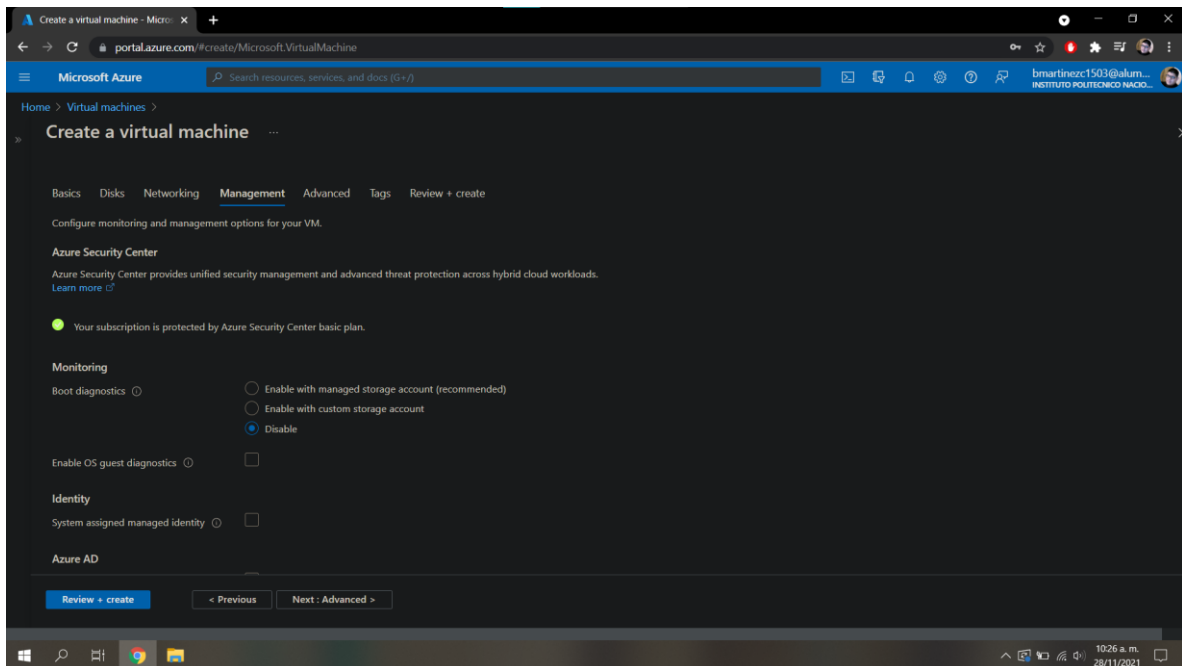 Create a virtual machine - Micros
portal.azure.com/#create/Microsoft.VirtualMachine
Microsoft Azure
Search resources, services, and docs (G+/)
bmartinezc1503@alum...
INSTITUTO POLITECNICO NACIO...
Home > Virtual machines >
Create a virtual machine ...
Basics Disks Networking Management Advanced Tags Review + create
Configure monitoring and management options for your VM.
Azure Security Center
Azure Security Center provides unified security management and advanced threat protection across hybrid cloud workloads.
Learn more
Your subscription is protected by Azure Security Center basic plan.
Monitoring
Boot diagnostics
Enable with managed storage account (recommended)
Enable with custom storage account
Disable
Enable OS guest diagnostics
Identity
System assigned managed identity
Azure AD
Review + create < Previous Next : Advanced >
10:26 a. m.
28/11/2021